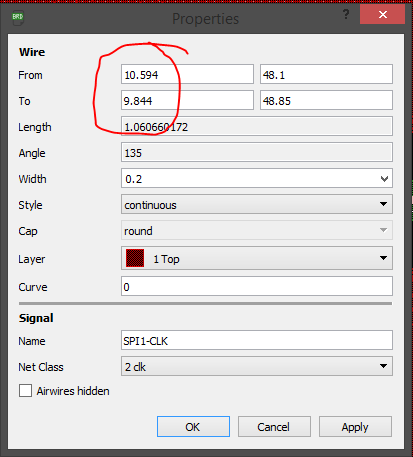 BRD Properties ? ×
Wire
From 10.594 48.1
To 9.844 48.85
Length 1.060660172
Angle 135
Width 0.2
Style continuous
Cap round
Layer 1 Top
Curve 0
Signal
Name SPI1-CLK
Net Class 2 clk
Airwires hidden
OK Cancel Apply